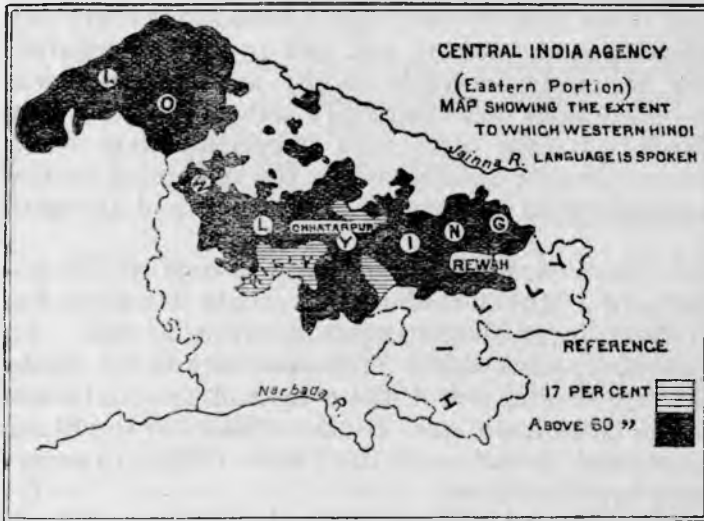 CENTRAL INDIA AGENCY
(Eastern Portion)
MAP SHOWING THE EXTENT
TO WHICH WESTERN HINDI
LANGUAGE IS SPOKEN
Jainna R.
L
O
L
CHHATARPUR
Y
I
N
G
REWAH
H I L L Y
Narbada R.
REFERENCE
17 PER CENT
ABOVE 60 "